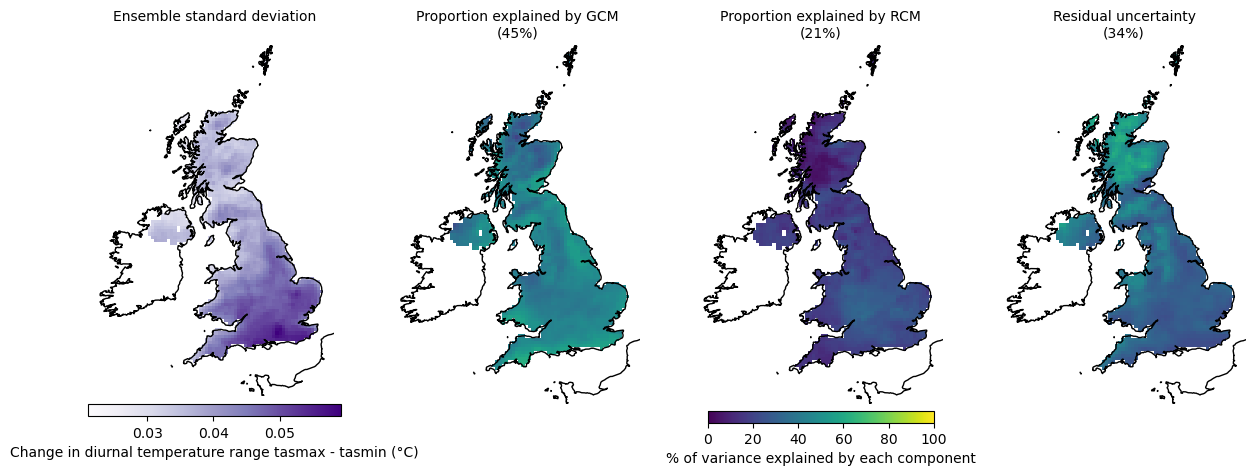 Ensemble standard deviation
Proportion explained by GCM
(45%)
Proportion explained by RCM
(21%)
Residual uncertainty
(34%)
0.03 0.04 0.05
Change in diurnal temperature range tasmax - tasmin (°C)
0 20 40 60 80 100
% of variance explained by each component